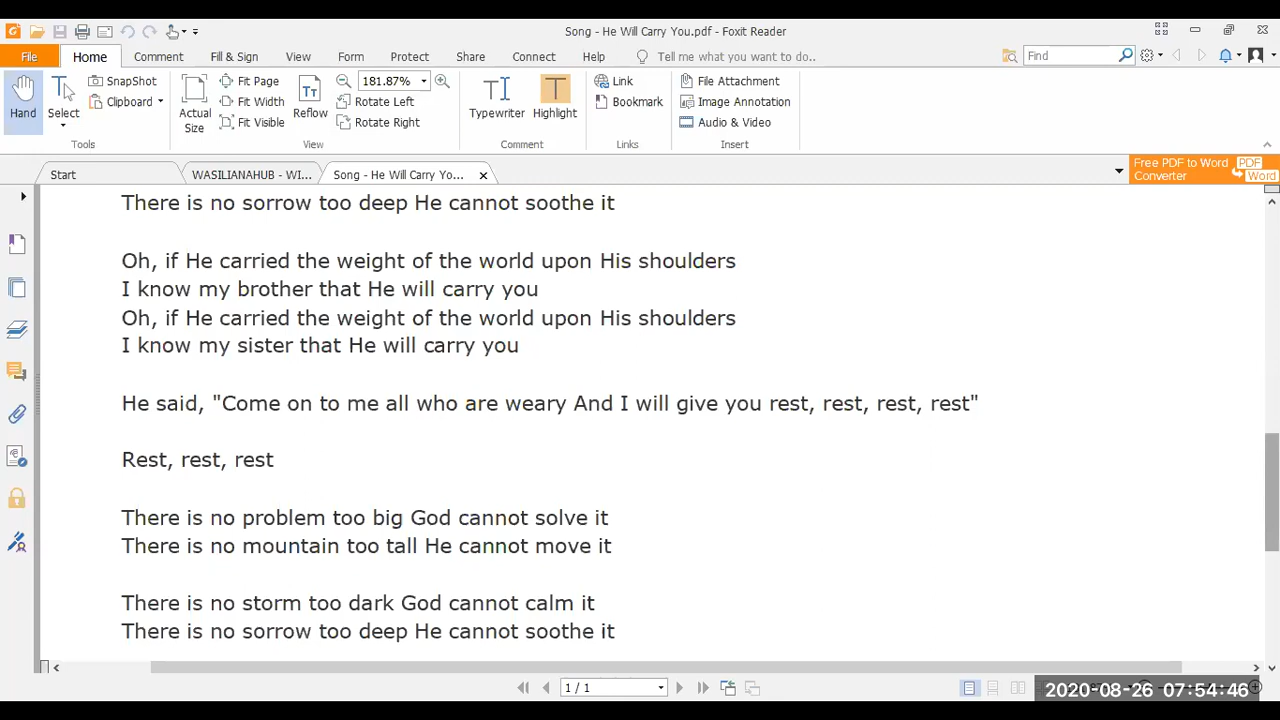 Song - He Will Carry You.pdf - Foxit Reader
File Home Comment Fill & Sign View Form Protect Share Connect Help Tell me what you want to do.. Find
Hand
Select
SnapShot
Clipboard
Tools
Actual Size
Fit Page
Fit Width
Fit Visible
Reflow
181.87%
Rotate Left
Rotate Right
View
Typewriter
Highlight
Comment
Link
Bookmark
Links
File Attachment
Image Annotation
Audio & Video
Insert
Start WASILIANAHUB - WI... Song - He Will Carry Yo...
Free PDF to Word Converter
PDF
Word
There is no sorrow too deep He cannot soothe it
Oh, if He carried the weight of the world upon His shoulders
I know my brother that He will carry you
Oh, if He carried the weight of the world upon His shoulders
I know my sister that He will carry you
He said, "Come on to me all who are weary And I will give you rest, rest, rest, rest"
Rest, rest, rest
There is no problem too big God cannot solve it
There is no mountain too tall He cannot move it
There is no storm too dark God cannot calm it
There is no sorrow too deep He cannot soothe it
1 / 1
2020-08-26 07:54:46